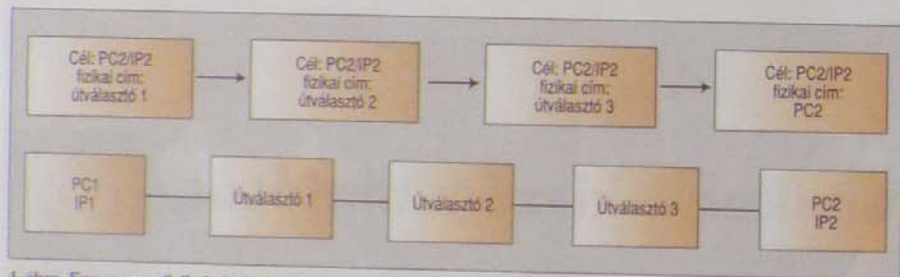 Cél: PC2/IP2
fizikai cím:
útválasztó 1
Cél: PC2/IP2
fizikai cím:
útválasztó 2
Cél: PC2/IP2
fizikai cím:
útválasztó 3
Cél: PC2/IP2
fizikai cím:
PC2
PC1
IP1
Útválasztó 1
Útválasztó 2
Útválasztó 3
PC2
IP2